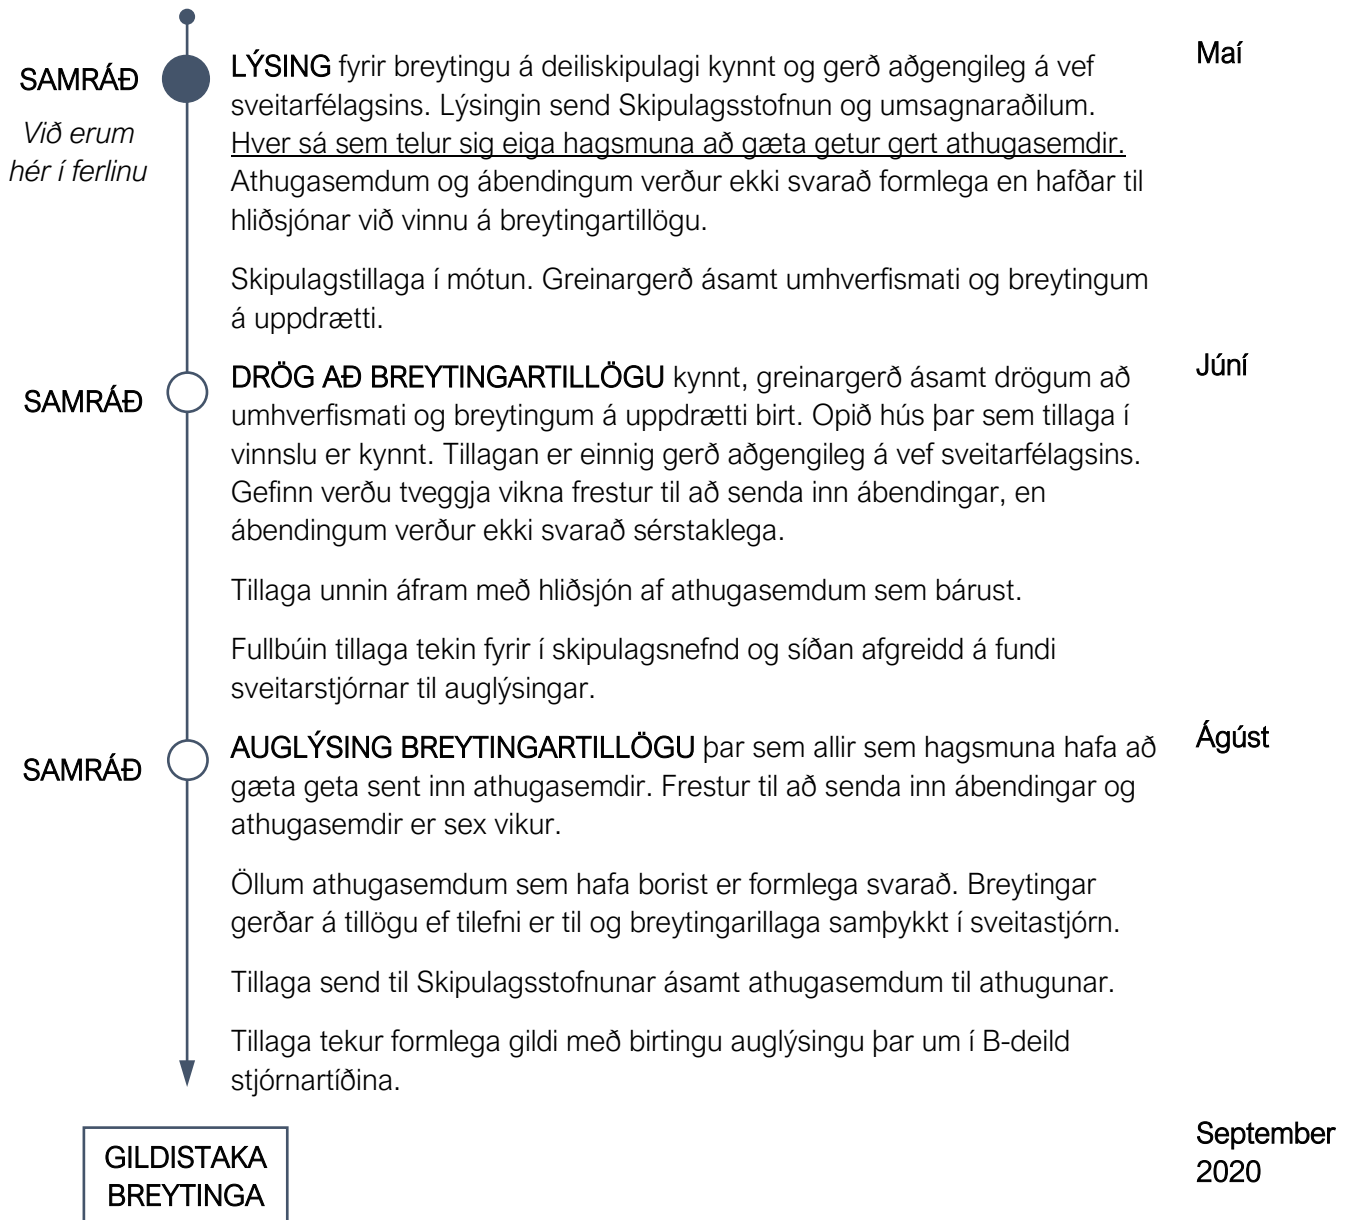 SAMRÁÐ
Við erum
hér í ferlinu
LÝSING fyrir breytingu á deiliskipulagi kynnt og gerð aðgengileg á vef
sveitarfélagsins. Lýsingin send Skipulagsstofnun og umsagnaraðilum.
Hver sá sem telur sig eiga hagsmuna að gæta getur gert athugasemdir.
Athugasemdum og ábendingum verður ekki svarað formlega en hafðar til
hliðsjónar við vinnu á breytingartillögu.
Maí
Skipulagstillaga í mótun. Greinargerð ásamt umhverfismati og breytingum
á uppdrætti.
SAMRÁÐ
DRÖG AÐ BREYTINGARTILLÖGU kynnt, greinargerð ásamt drögum að
umhverfismati og breytingum á uppdrætti birt. Opið hús þar sem tillaga í
vinnslu er kynnt. Tillagan er einnig gerð aðgengileg á vef sveitarfélagsins.
Gefinn verðu tveggja vikna frestur til að senda inn ábendingar, en
ábendingum verður ekki svarað sérstaklega.
Júní
Tillaga unnin áfram með hliðsjón af athugasemdum sem bárust.
Fullbúin tillaga tekin fyrir í skipulagsnefnd og síðan afgreidd á fundi
sveitarstjórnar til auglýsingar.
SAMRÁÐ
AUGLÝSING BREYTINGARTILLÖGU þar sem allir sem hagsmuna hafa að
gæta geta sent inn athugasemdir. Frestur til að senda inn ábendingar og
athugasemdir er sex vikur.
Ágúst
Öllum athugasemdum sem hafa borist er formlega svarað. Breytingar
gerðar á tillögu ef tilefni er til og breytingarillaga samþykkt í sveitastjórn.
Tillaga send til Skipulagsstofnunar ásamt athugasemdum til athugunar.
Tillaga tekur formlega gildi með birtingu auglýsingu þar um í B-deild
stjórnartíðina.
GILDISTAKA
BREYTINGA
September
2020